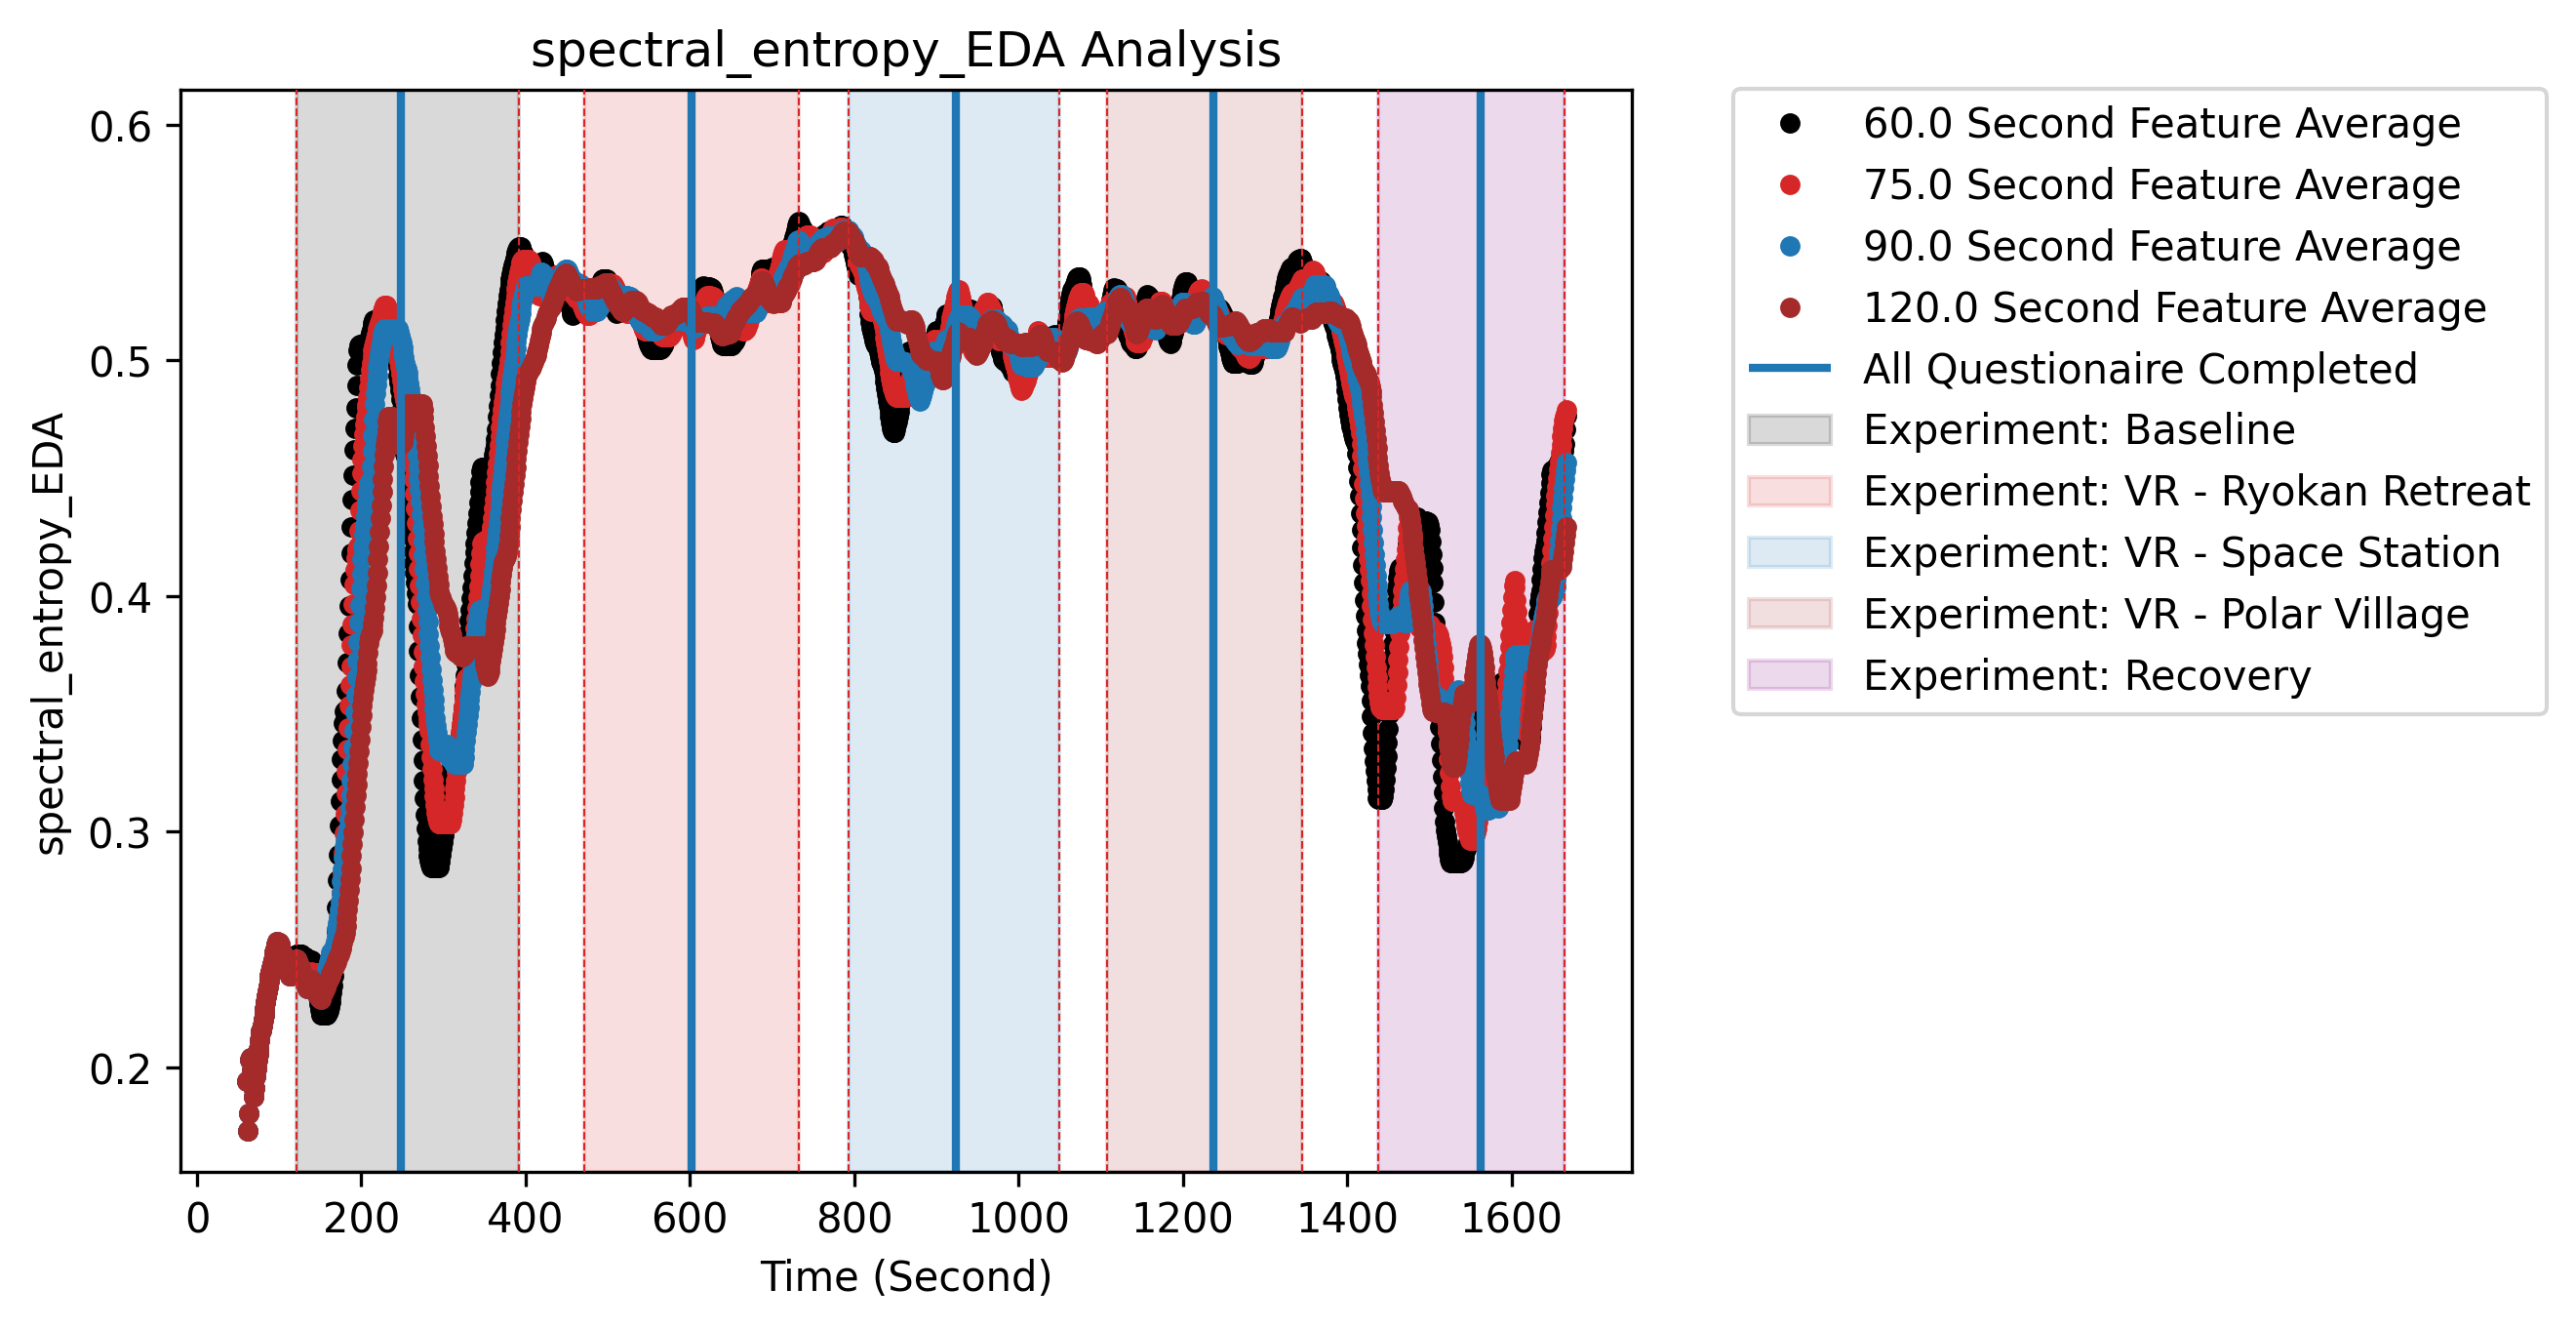 spectral_entropy_EDA Analysis
0.6
0.5
0.4
0.3
0.2
spectral_entropy_EDA
0 200 400 600 800 1000 1200 1400 1600
Time (Second)
60.0 Second Feature Average
75.0 Second Feature Average
90.0 Second Feature Average
120.0 Second Feature Average
All Questionaire Completed
Experiment: Baseline
Experiment: VR - Ryokan Retreat
Experiment: VR - Space Station
Experiment: VR - Polar Village
Experiment: Recovery